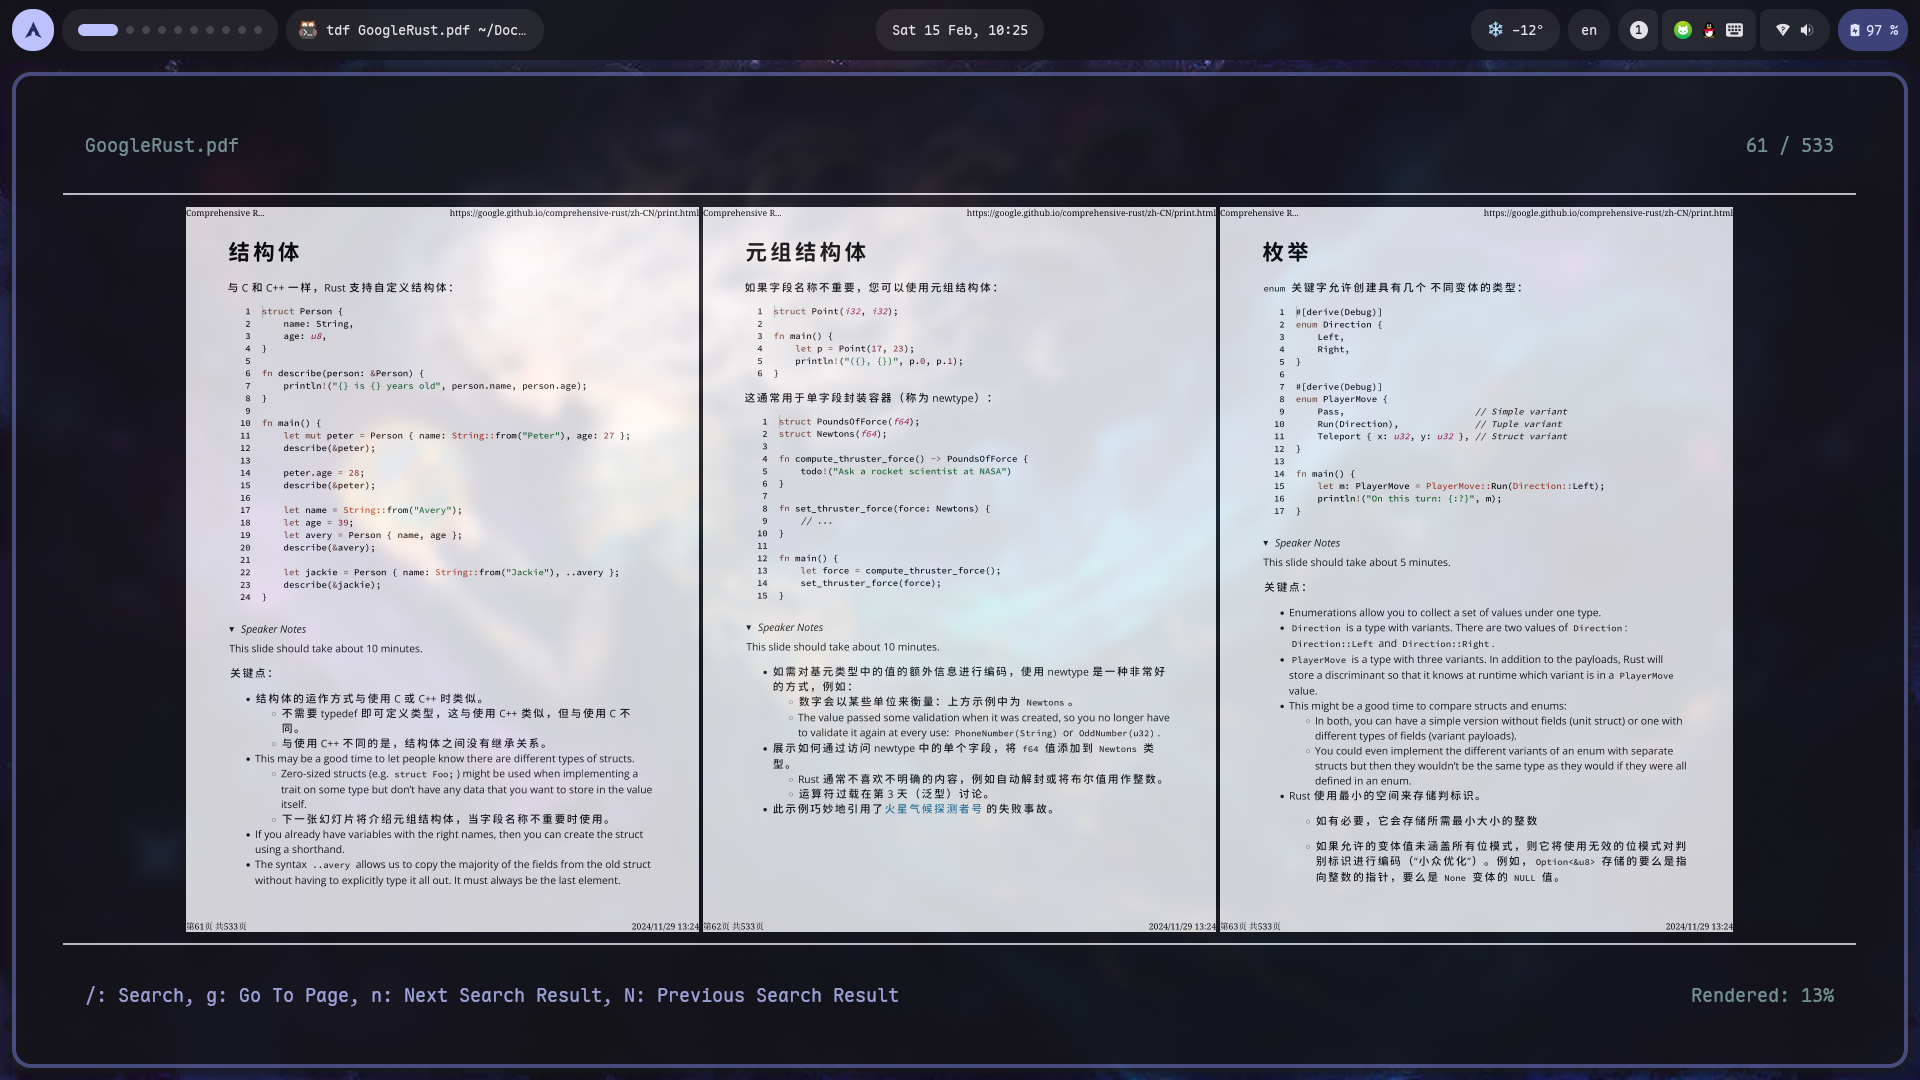 tdf GoogleRust.pdf ~/Doc…
Sat 15 Feb, 10:25
-12°
en
1
97 %
GoogleRust.pdf
61 / 533
Comprehensive R...
https://google.github.io/comprehensive-rust/zh-CN/print.html
结构体
与 C 和 C++ 一样，Rust 支持自定义结构体：
1 struct Person {
2     name: String,
3     age: u8,
4 }
5
6 fn describe(person: &Person) {
7     println!("{} is {} years old", person.name, person.age);
8 }
9
10 fn main() {
11     let mut peter = Person { name: String::from("Peter"), age: 27 };
12     describe(&peter);
13
14     peter.age = 28;
15     describe(&peter);
16
17     let name = String::from("Avery");
18     let age = 39;
19     let avery = Person { name, age };
20     describe(&avery);
21
22     let jackie = Person { name: String::from("Jackie"), ..avery };
23     describe(&jackie);
24 }
▼ Speaker Notes
This slide should take about 10 minutes.
关键点：
• 结构体的运作方式与使用 C 或 C++ 时类似。
◦ 不需要 typedef 即可定义类型，这与使用 C++ 类似，但与使用 C 不
同。
◦ 与使用 C++ 不同的是，结构体之间没有继承关系。
• This may be a good time to let people know there are different types of structs.
◦ Zero-sized structs (e.g. struct Foo; ) might be used when implementing a
trait on some type but don't have any data that you want to store in the value
itself.
◦ 下一张幻灯片将介绍元组结构体，当字段名称不重要时使用。
• If you already have variables with the right names, then you can create the struct
using a shorthand.
• The syntax ..avery allows us to copy the majority of the fields from the old struct
without having to explicitly type it all out. It must always be the last element.
第61页 共533页
2024/11/29 13:24
Comprehensive R...
https://google.github.io/comprehensive-rust/zh-CN/print.html
元组结构体
如果字段名称不重要，您可以使用元组结构体：
1 struct Point(i32, i32);
2
3 fn main() {
4     let p = Point(17, 23);
5     println!("({}, {})", p.0, p.1);
6 }
这通常用于单字段封装容器（称为 newtype）：
1 struct PoundsOfForce(f64);
2 struct Newtons(f64);
3
4 fn compute_thruster_force() -> PoundsOfForce {
5     todo!("Ask a rocket scientist at NASA")
6 }
7
8 fn set_thruster_force(force: Newtons) {
9     // ...
10 }
11
12 fn main() {
13     let force = compute_thruster_force();
14     set_thruster_force(force);
15 }
▼ Speaker Notes
This slide should take about 10 minutes.
• 如需对基元类型中的值的额外信息进行编码，使用 newtype 是一种非常好
的方式，例如：
◦ 数字会以某些单位来衡量：上方示例中为 Newtons 。
◦ The value passed some validation when it was created, so you no longer have
to validate it again at every use: PhoneNumber(String) or OddNumber(u32) .
• 展示如何通过访问 newtype 中的单个字段，将 f64 值添加到 Newtons 类
型。
◦ Rust 通常不喜欢不明确的内容，例如自动解封或将布尔值用作整数。
◦ 运算符过载在第 3 天（泛型）讨论。
• 此示例巧妙地引用了火星气候探测者号 的失败事故。
第62页 共533页
2024/11/29 13:24
Comprehensive R...
https://google.github.io/comprehensive-rust/zh-CN/print.html
枚举
enum 关键字允许创建具有几个 不同变体的类型：
1 #[derive(Debug)]
2 enum Direction {
3     Left,
4     Right,
5 }
6
7 #[derive(Debug)]
8 enum PlayerMove {
9     Pass,                        // Simple variant
10     Run(Direction),              // Tuple variant
11     Teleport { x: u32, y: u32 }, // Struct variant
12 }
13
14 fn main() {
15     let m: PlayerMove = PlayerMove::Run(Direction::Left);
16     println!("On this turn: {:?}", m);
17 }
▼ Speaker Notes
This slide should take about 5 minutes.
关键点：
• Enumerations allow you to collect a set of values under one type.
• Direction is a type with variants. There are two values of Direction :
Direction::Left and Direction::Right .
• PlayerMove is a type with three variants. In addition to the payloads, Rust will
store a discriminant so that it knows at runtime which variant is in a PlayerMove
value.
• This might be a good time to compare structs and enums:
◦ In both, you can have a simple version without fields (unit struct) or one with
different types of fields (variant payloads).
◦ You could even implement the different variants of an enum with separate
structs but then they wouldn't be the same type as they would if they were all
defined in an enum.
• Rust 使用最小的空间来存储判标识。
◦ 如有必要，它会存储所需最小大小的整数
◦ 如果允许的变体值未涵盖所有位模式，则它将使用无效的位模式对判
别标识进行编码（“小众优化”）。例如， Option<&u8> 存储的要么是指
向整数的指针，要么是 None 变体的 NULL 值。
第63页 共533页
2024/11/29 13:24
/: Search, g: Go To Page, n: Next Search Result, N: Previous Search Result
Rendered: 13%